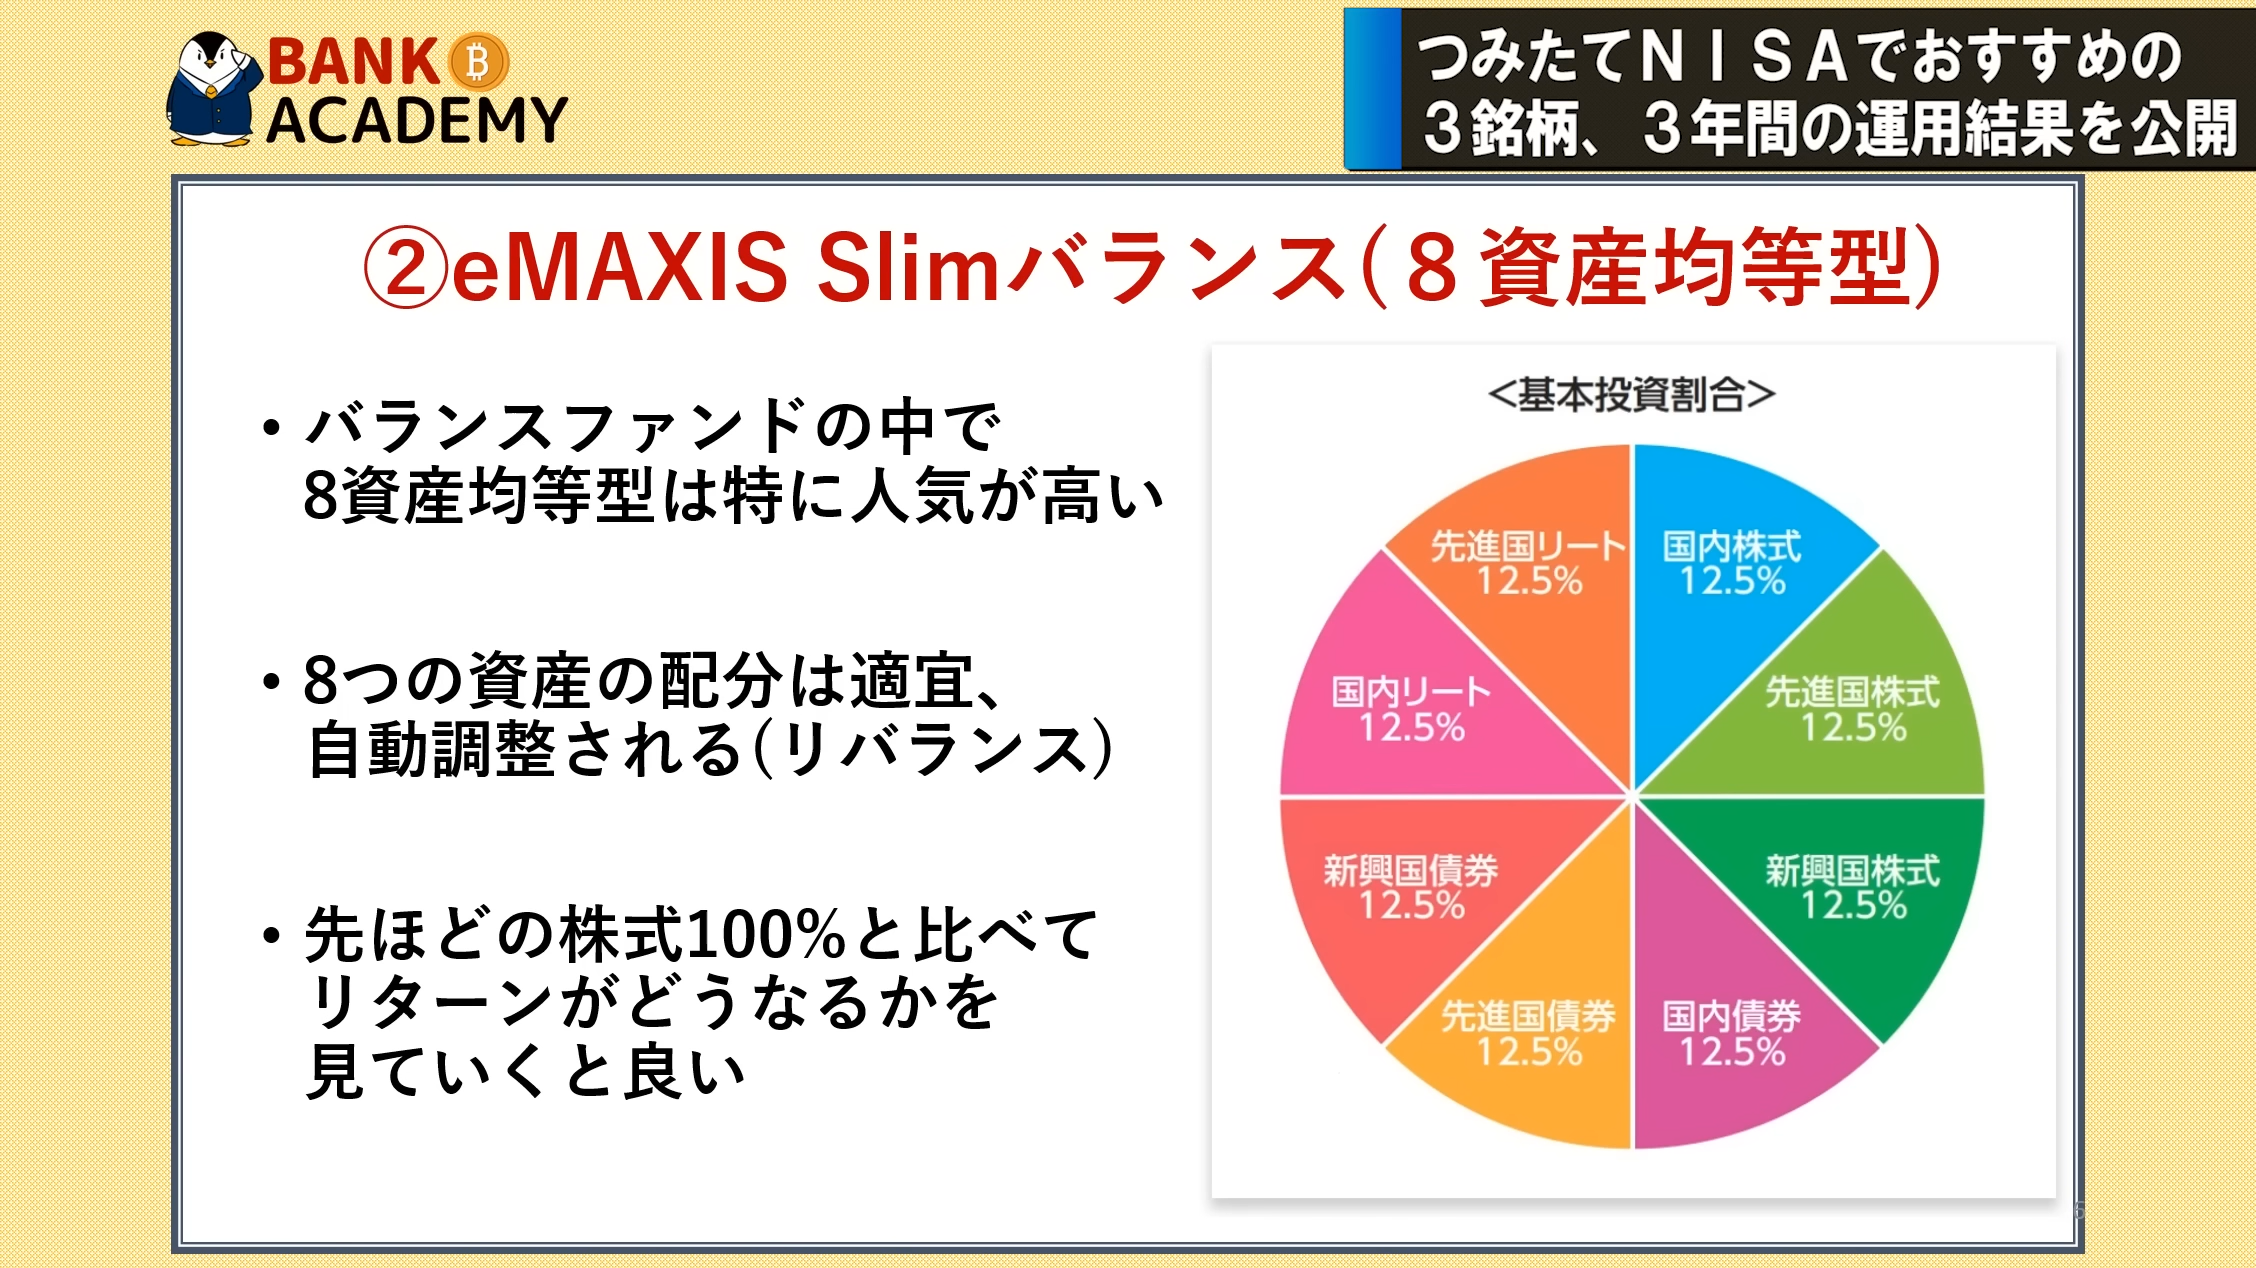 BANK
ACADEMY
つみたてNISAでおすすめの
3銘柄、3年間の運用結果を公開
②eMAXIS Slimバランス(8資産均等型)
・バランスファンドの中で
8資産均等型は特に人気が高い
・8つの資産の配分は適宜、
自動調整される(リバランス)
・先ほどの株式100%と比べて
リターンがどうなるかを
見ていくと良い
<基本投資割合>
先進国リート
12.5%
国内株式
12.5%
国内リート
12.5%
先進国株式
12.5%
新興国債券
12.5%
新興国株式
12.5%
先進国債券
12.5%
国内債券
12.5%
6